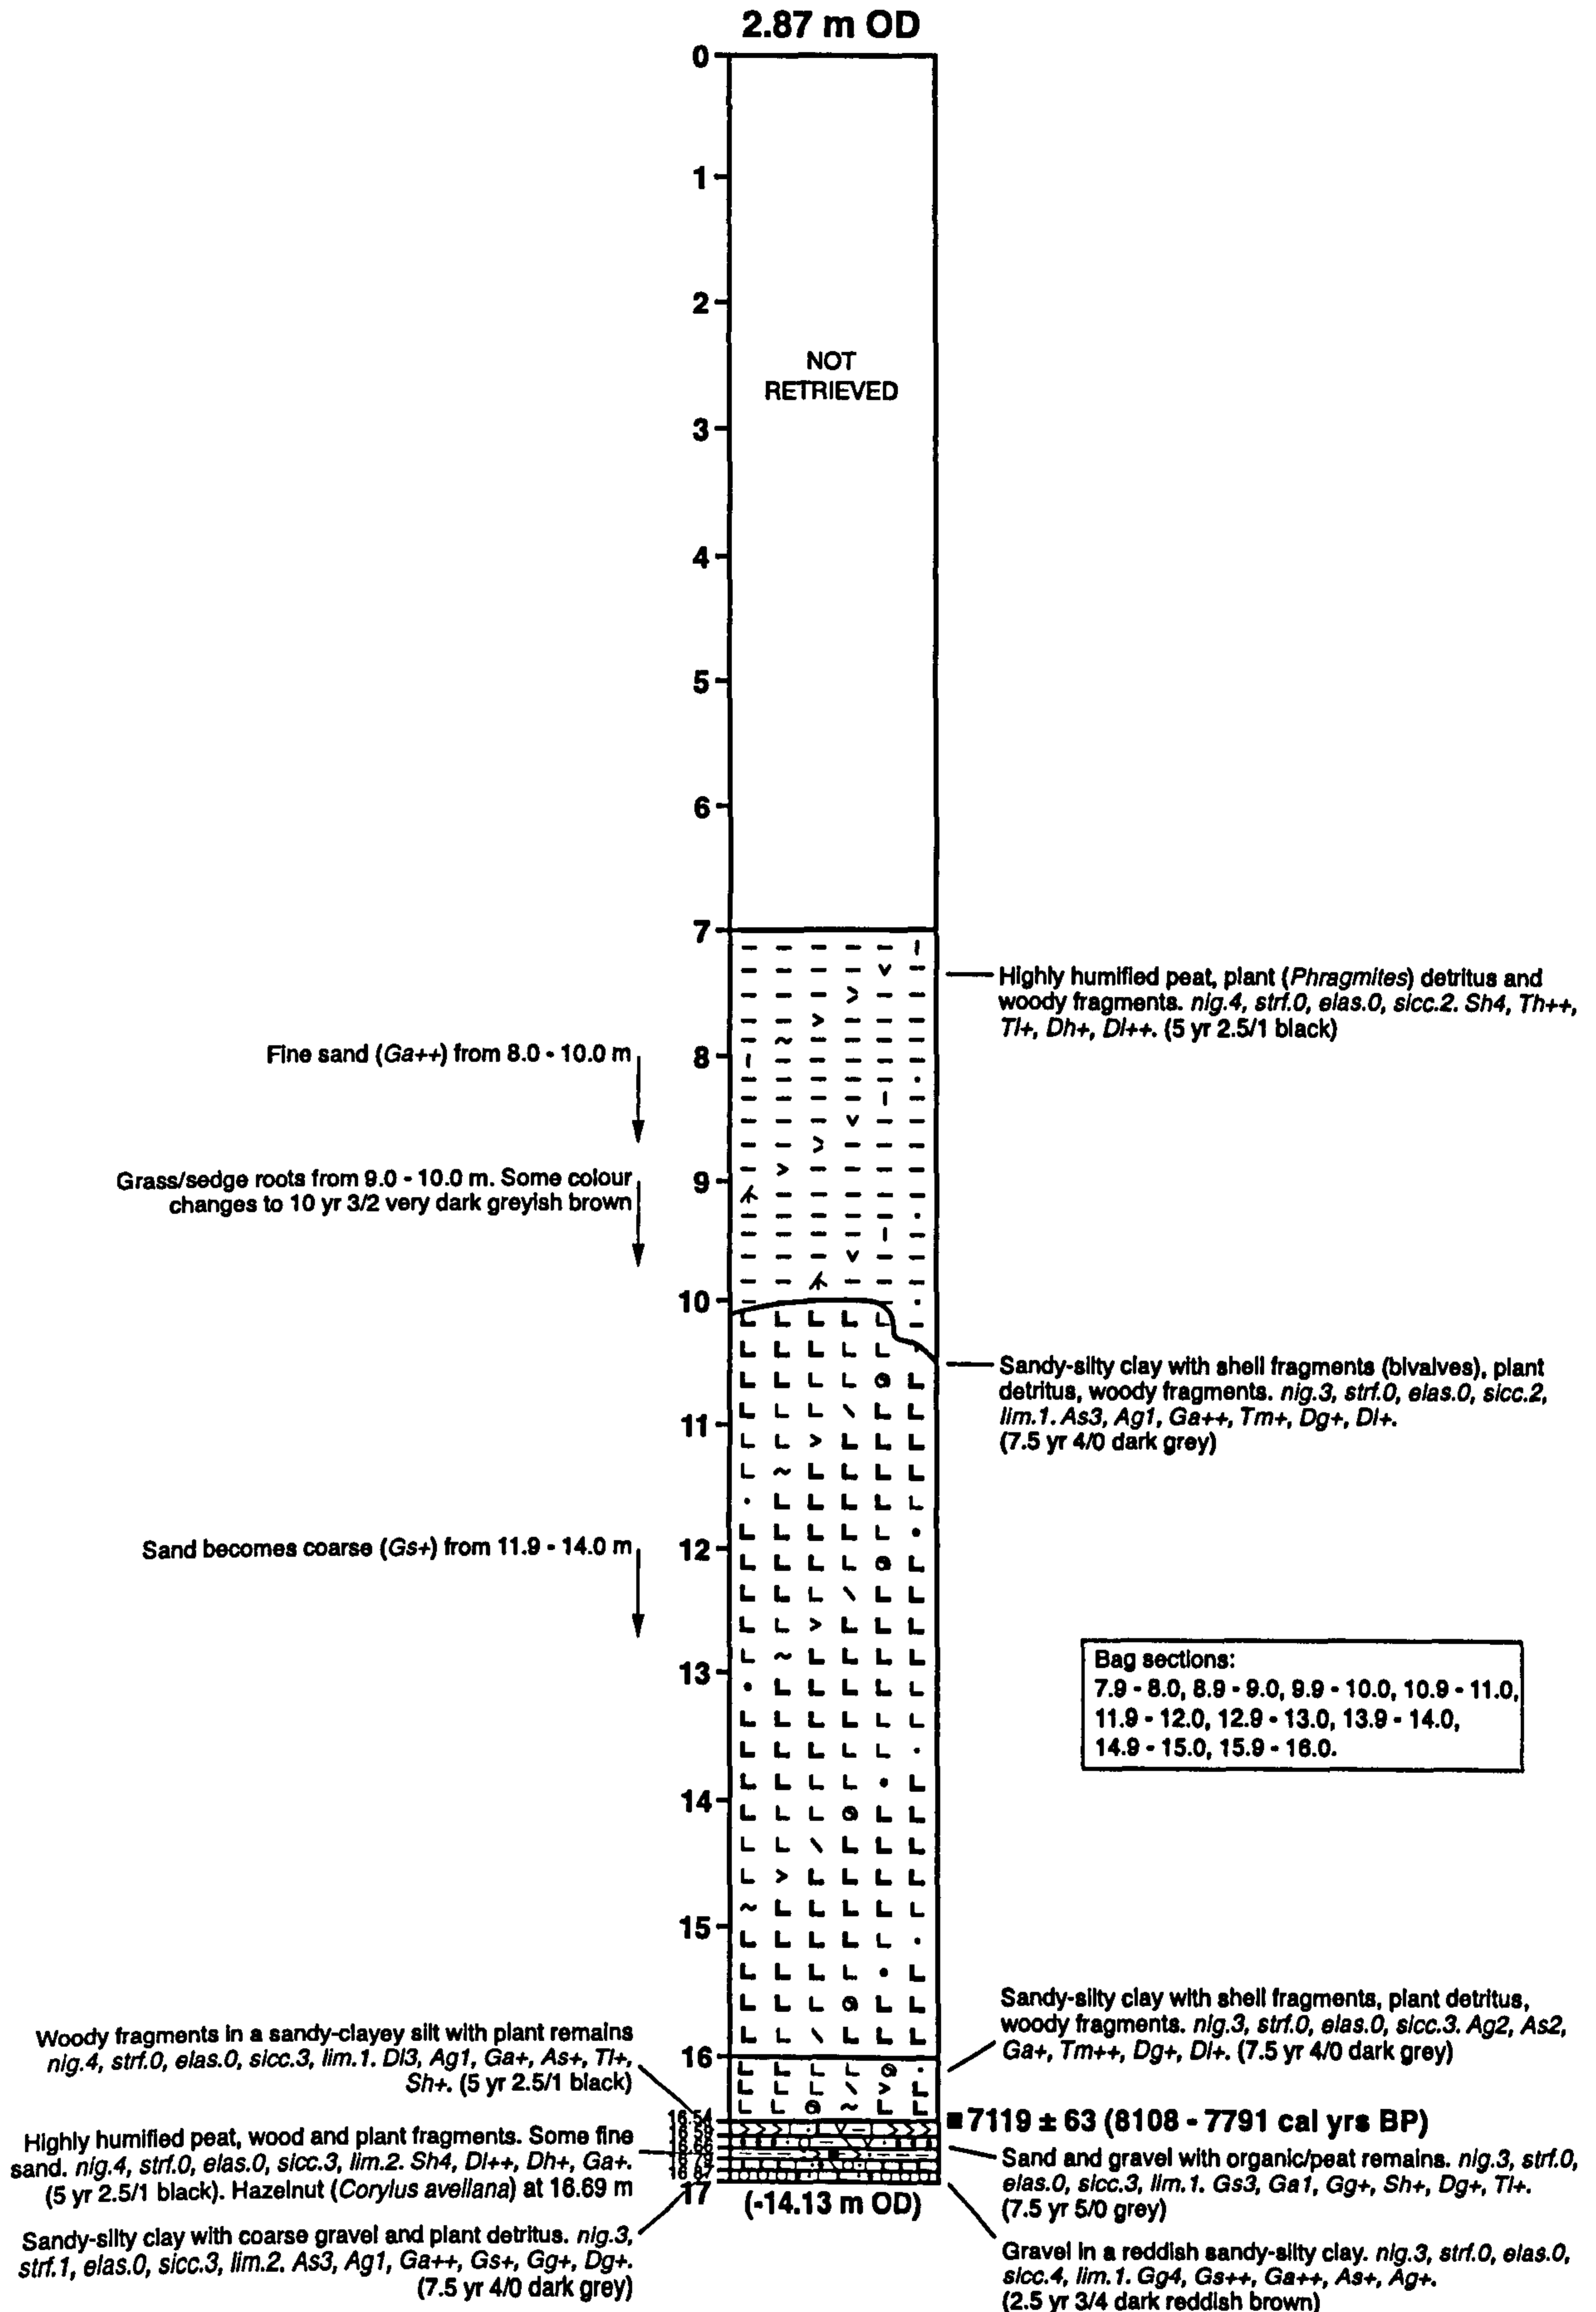 2.87 m OD
0
1
2
NOT
RETRIEVED
3
4
5
6
7
Highly humified peat, plant (Phragmites) detritus and
woody fragments. nig.4, strf.0, elas.0, sicc.2. Sh4, Th++,
Tl+, Dh+, Dl++. (5 yr 2.5/1 black)
Fine sand (Ga++) from 8.0 - 10.0 m
8
Grass/sedge roots from 9.0 - 10.0 m. Some colour
changes to 10 yr 3/2 very dark greyish brown
9
10
Sandy-silty clay with shell fragments (bivalves), plant
detritus, woody fragments. nig.3, strf.0, elas.0, sicc.2,
lim.1. As3, Ag1, Ga++, Tm+, Dg+, Dl+.
(7.5 yr 4/0 dark grey)
11
Sand becomes coarse (Gs+) from 11.9 - 14.0 m
12
13
Bag sections:
7.9 - 8.0, 8.9 - 9.0, 9.9 - 10.0, 10.9 - 11.0,
11.9 - 12.0, 12.9 - 13.0, 13.9 - 14.0,
14.9 - 15.0, 15.9 - 16.0.
14
15
16
Sandy-silty clay with shell fragments, plant detritus,
woody fragments. nig.3, strf.0, elas.0, sicc.3. Ag2, As2,
Ga+, Tm++, Dg+, Dl+. (7.5 yr 4/0 dark grey)
Woody fragments in a sandy-clayey silt with plant remains
nig.4, strf.0, elas.0, sicc.3, lim.1. Dl3, Ag1, Ga+, As+, Tl+,
Sh+. (5 yr 2.5/1 black)
16.54
16.59
16.66
16.79
16.87
17
7119 ± 63 (8108 - 7791 cal yrs BP)
Highly humified peat, wood and plant fragments. Some fine
sand. nig.4, strf.0, elas.0, sicc.3, lim.2. Sh4, Dl++, Dh+, Ga+.
(5 yr 2.5/1 black). Hazelnut (Corylus avellana) at 16.69 m
Sand and gravel with organic/peat remains. nig.3, strf.0,
elas.0, sicc.3, lim.1. Gs3, Ga1, Gg+, Sh+, Dg+, Tl+.
(7.5 yr 5/0 grey)
(-14.13 m OD)
Sandy-silty clay with coarse gravel and plant detritus. nig.3,
strf.1, elas.0, sicc.3, lim.2. As3, Ag1, Ga++, Gs+, Gg+, Dg+.
(7.5 yr 4/0 dark grey)
Gravel in a reddish sandy-silty clay. nig.3, strf.0, elas.0,
sicc.4, lim.1. Gg4, Gs++, Ga++, As+, Ag+.
(2.5 yr 3/4 dark reddish brown)